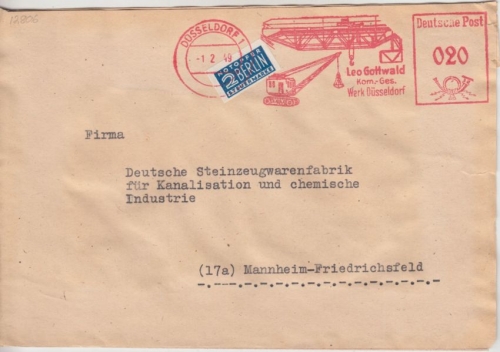 12806
DÜSSELDORF 1
-1.2.49
NOTOPFER
2 BERLIN
STEUERMARKE
Leo Gottwald
Kom.-Ges.
Werk Düsseldorf
Deutsche Post
020
Firma
Deutsche Steinzeugwarenfabrik
für Kanalisation und chemische
Industrie
(17a) Mannheim-Friedrichsfeld